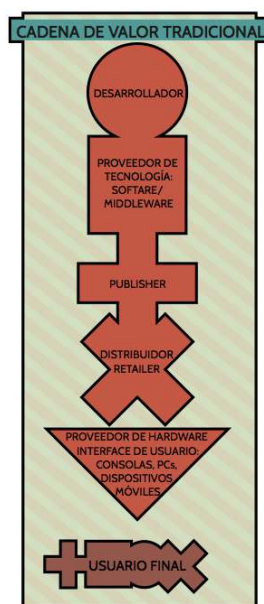 CADENA DE VALOR TRADICIONAL
DESARROLLADOR
PROVEEDOR DE
TECNOLOGÍA:
SOFTARE/
MIDDLEWARE
PUBLISHER
DISTRIBUIDOR
RETAILER
PROVEEDOR DE HARDWARE
INTERFACE DE USUARIO:
CONSOLAS, PCs,
DISPOSITIVOS
MÓVILES
USUARIO FINAL